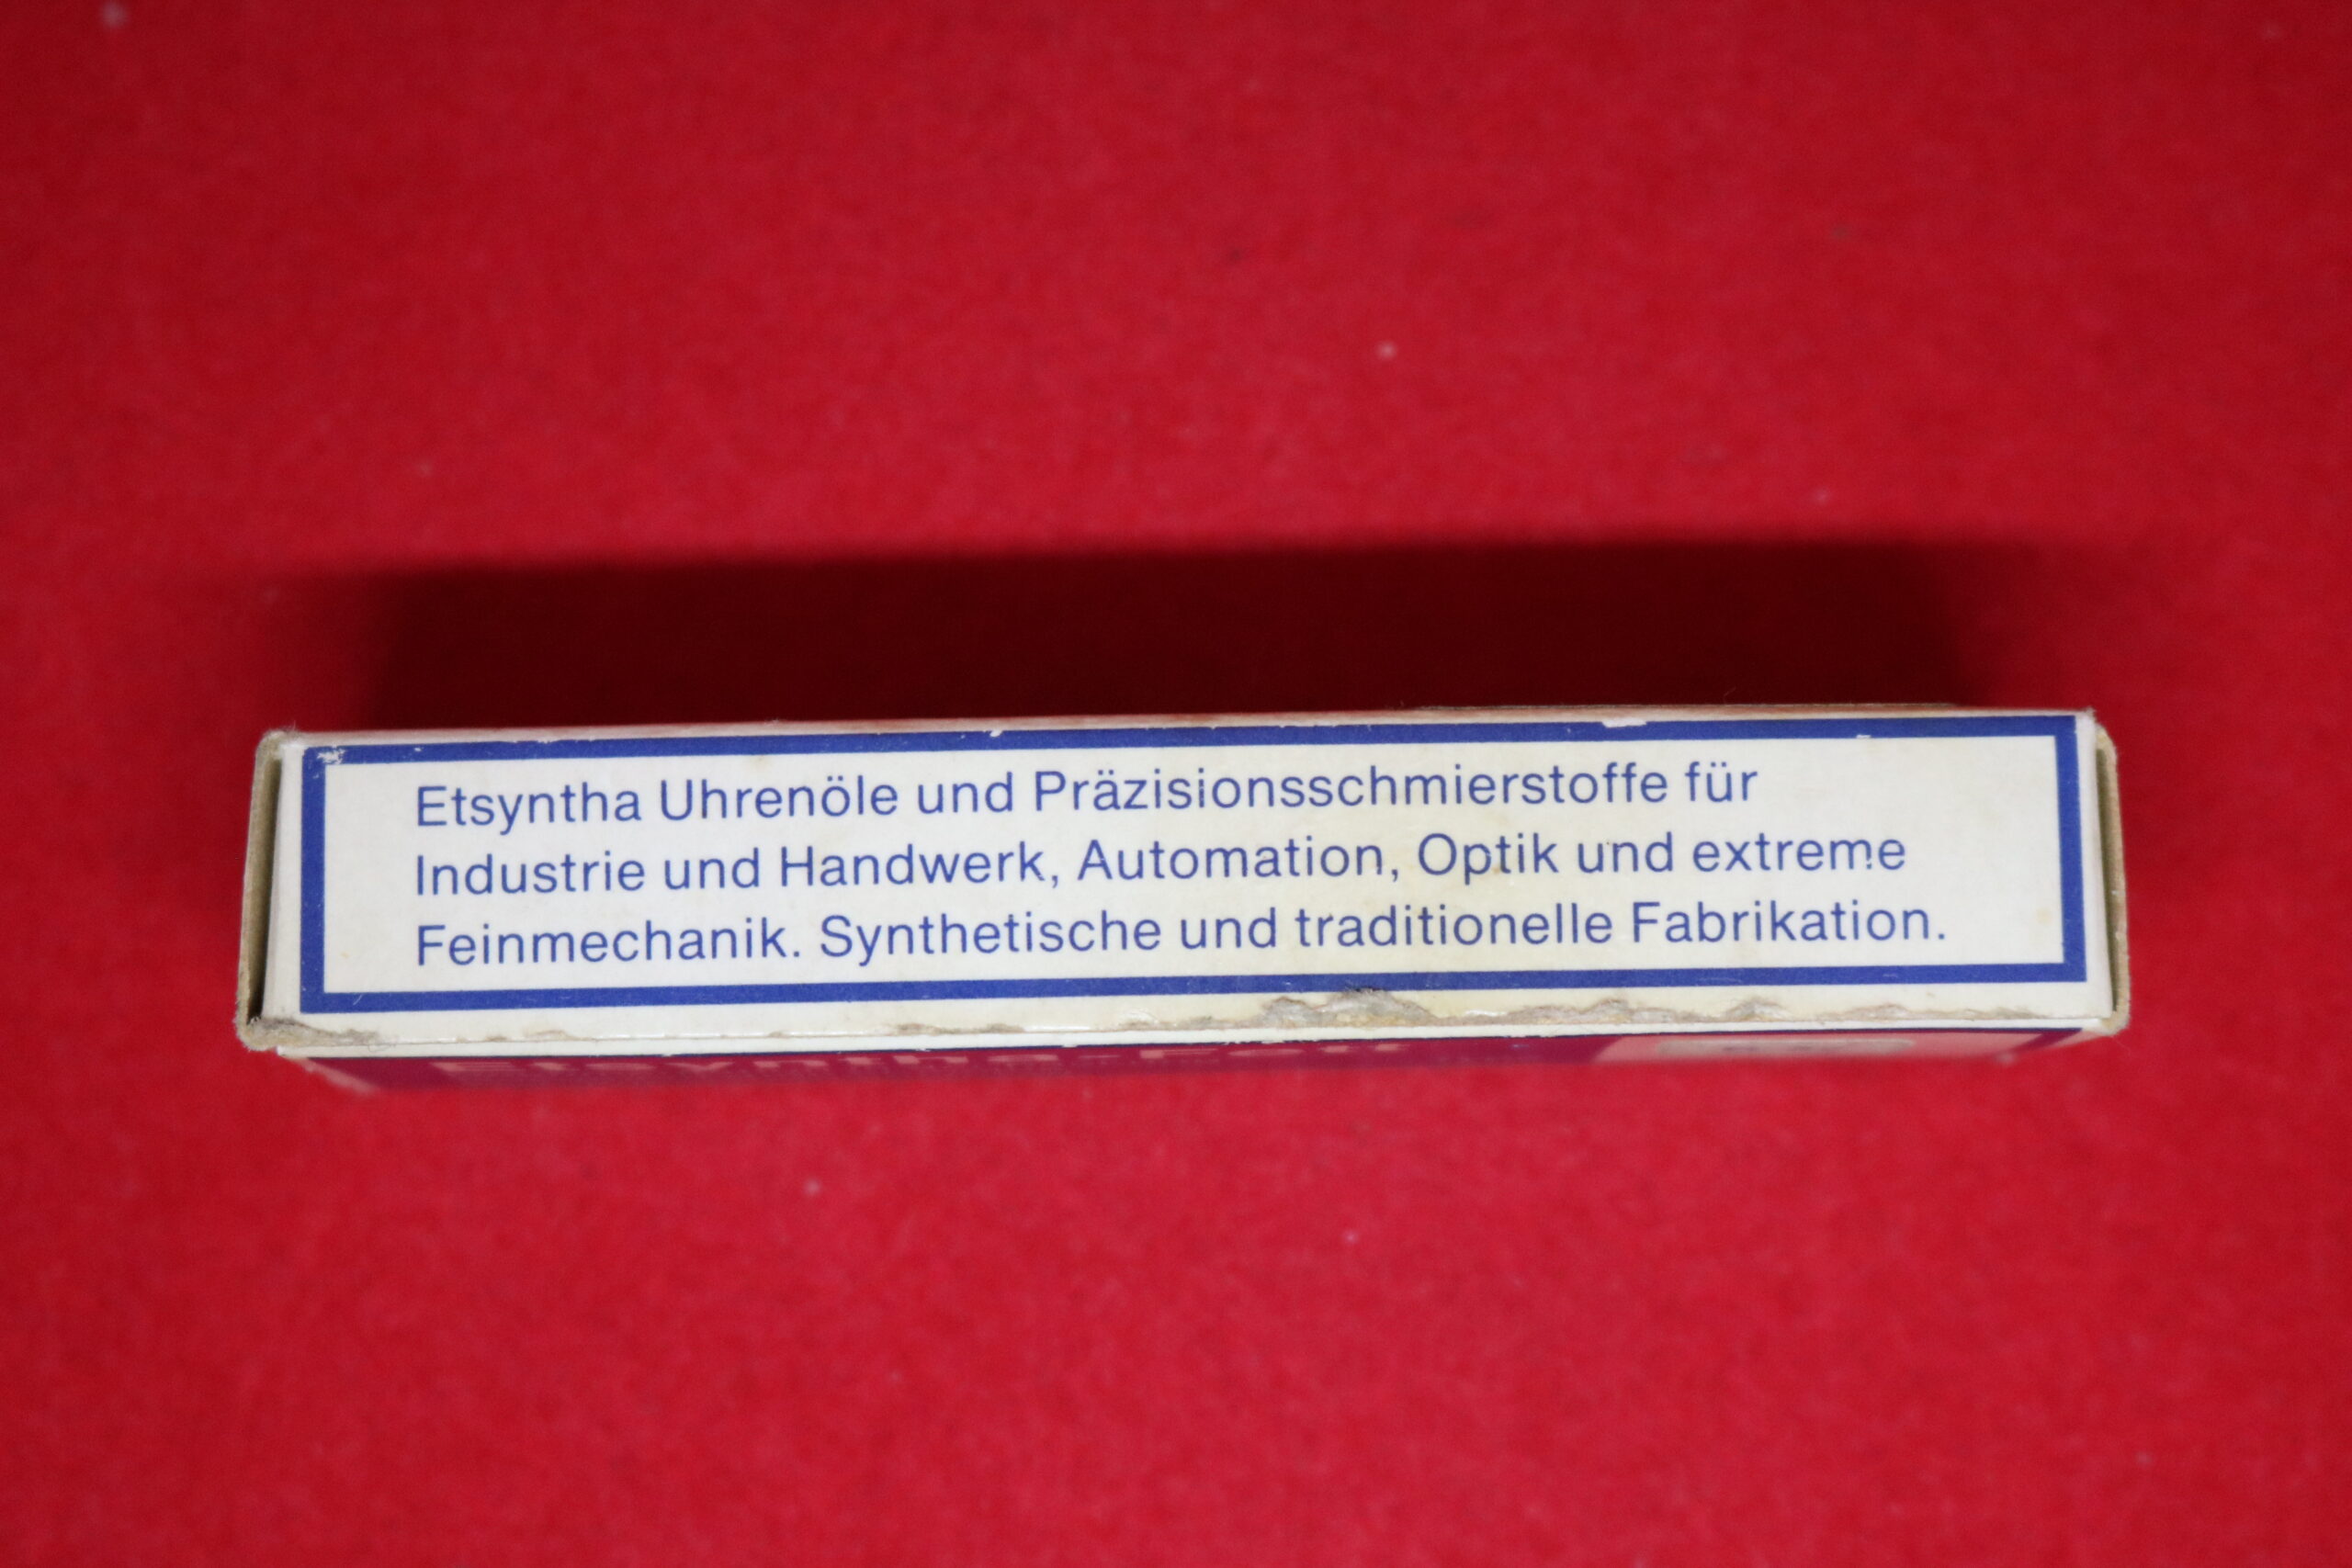 Etsyntha Uhrenöle und Präzisionsschmierstoffe für
Industrie und Handwerk, Automation, Optik und extreme
Feinmechanik. Synthetische und traditionelle Fabrikation.